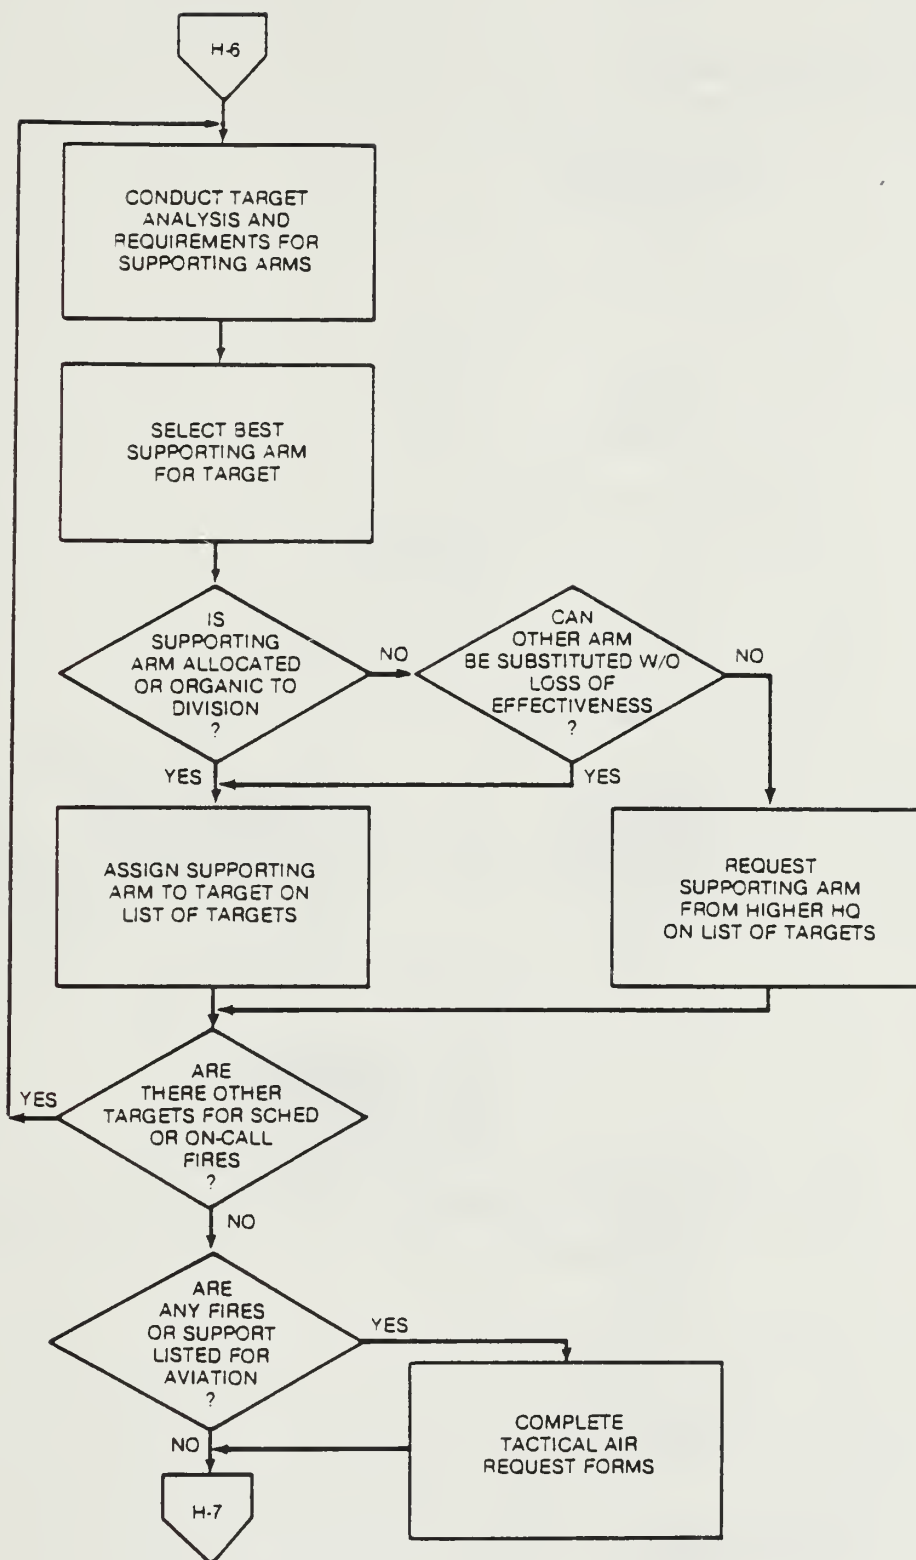 H-6
CONDUCT TARGET
ANALYSIS AND
REQUIREMENTS FOR
SUPPORTING ARMS
SELECT BEST
SUPPORTING ARM
FOR TARGET
IS
SUPPORTING
ARM ALLOCATED
OR ORGANIC TO
DIVISION
?
NO
CAN
OTHER ARM
BE SUBSTITUTED W/O
LOSS OF
EFFECTIVENESS
?
NO
YES
YES
ASSIGN SUPPORTING
ARM TO TARGET ON
LIST OF TARGETS
REQUEST
SUPPORTING ARM
FROM HIGHER HQ
ON LIST OF TARGETS
ARE
THERE OTHER
TARGETS FOR SCHED
OR ON-CALL
FIRES
?
YES
NO
ARE
ANY FIRES
OR SUPPORT
LISTED FOR
AVIATION
?
YES
NO
COMPLETE
TACTICAL AIR
REQUEST FORMS
H-7